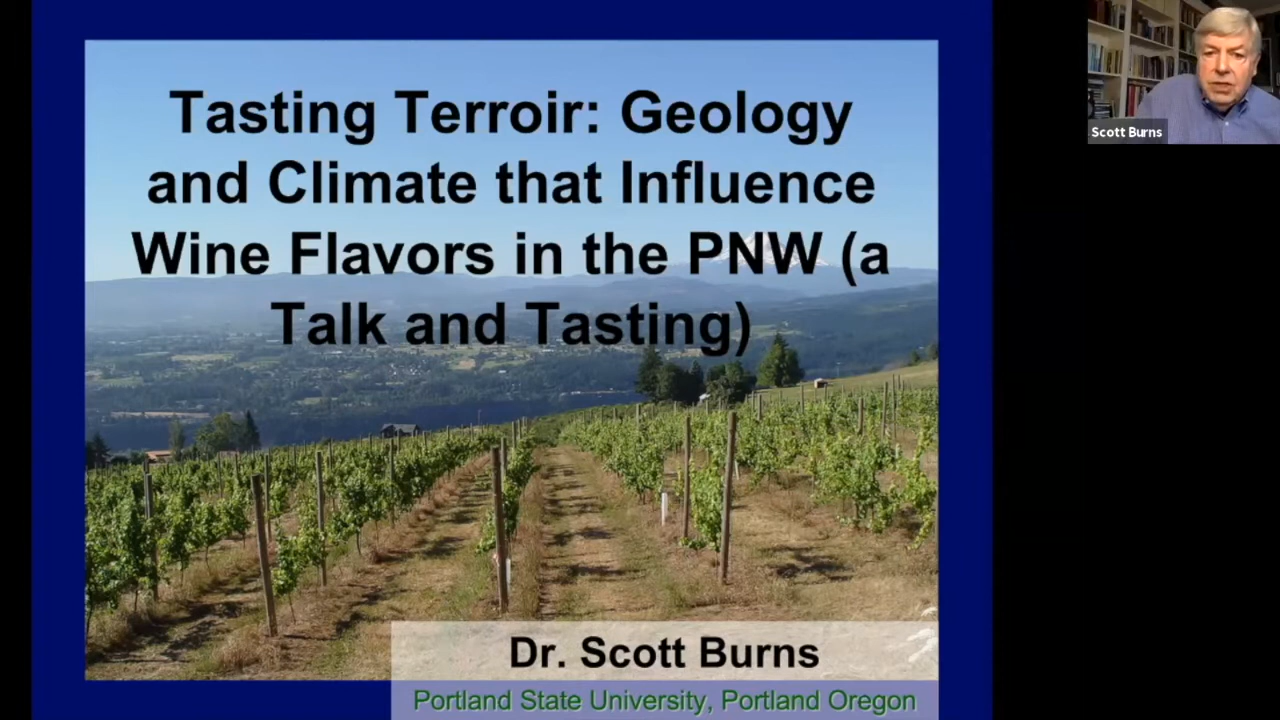 Tasting Terroir: Geology
and Climate that Influence
Wine Flavors in the PNW (a
Talk and Tasting)
Dr. Scott Burns
Portland State University, Portland Oregon
Scott Burns